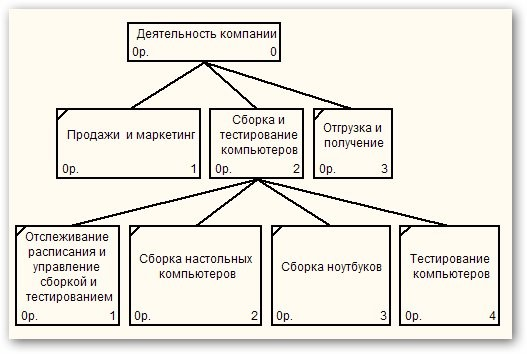 Деятельность компании
0р. 0
Продажи и маркетинг
0р. 1
Сборка и
тестирование
компьютеров
0р. 2
Отгрузка и
получение
0р. 3
Отслеживание
расписания и
управление
сборкой и
тестированием
0р. 1
Сборка настольных
компьютеров
0р. 2
Сборка ноутбуков
0р. 3
Тестирование
компьютеров
0р. 4